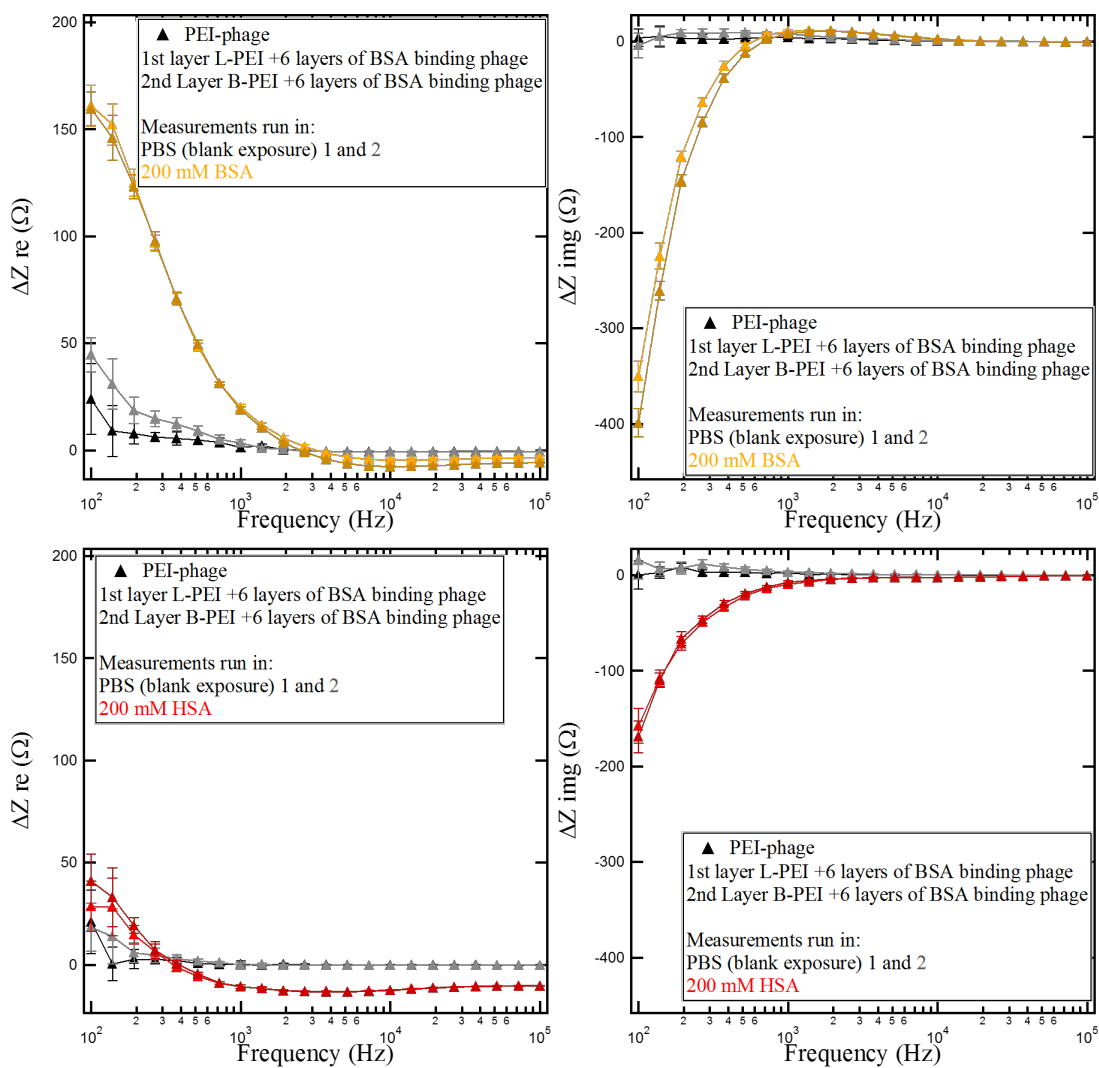 200
150
100
50
0
ΔZ re (Ω)
▲ PEI-phage
1st layer L-PEI +6 layers of BSA binding phage
2nd Layer B-PEI +6 layers of BSA binding phage
Measurements run in:
PBS (blank exposure) 1 and 2
200 mM BSA
10² 2 3 4 5 6 10³ 2 3 4 5 6 10⁴ 2 3 4 5 6 10⁵
Frequency (Hz)
0
-100
-200
-300
-400
ΔZ img (Ω)
▲ PEI-phage
1st layer L-PEI +6 layers of BSA binding phage
2nd Layer B-PEI +6 layers of BSA binding phage
Measurements run in:
PBS (blank exposure) 1 and 2
200 mM BSA
10² 2 3 4 5 6 10³ 2 3 4 5 6 10⁴ 2 3 4 5 6 10⁵
Frequency (Hz)
200
150
100
50
0
ΔZ re (Ω)
▲ PEI-phage
1st layer L-PEI +6 layers of BSA binding phage
2nd Layer B-PEI +6 layers of BSA binding phage
Measurements run in:
PBS (blank exposure) 1 and 2
200 mM HSA
10² 2 3 4 5 6 10³ 2 3 4 5 6 10⁴ 2 3 4 5 6 10⁵
Frequency (Hz)
0
-100
-200
-300
-400
ΔZ img (Ω)
▲ PEI-phage
1st layer L-PEI +6 layers of BSA binding phage
2nd Layer B-PEI +6 layers of BSA binding phage
Measurements run in:
PBS (blank exposure) 1 and 2
200 mM HSA
10² 2 3 4 5 6 10³ 2 3 4 5 6 10⁴ 2 3 4 5 6 10⁵
Frequency (Hz)